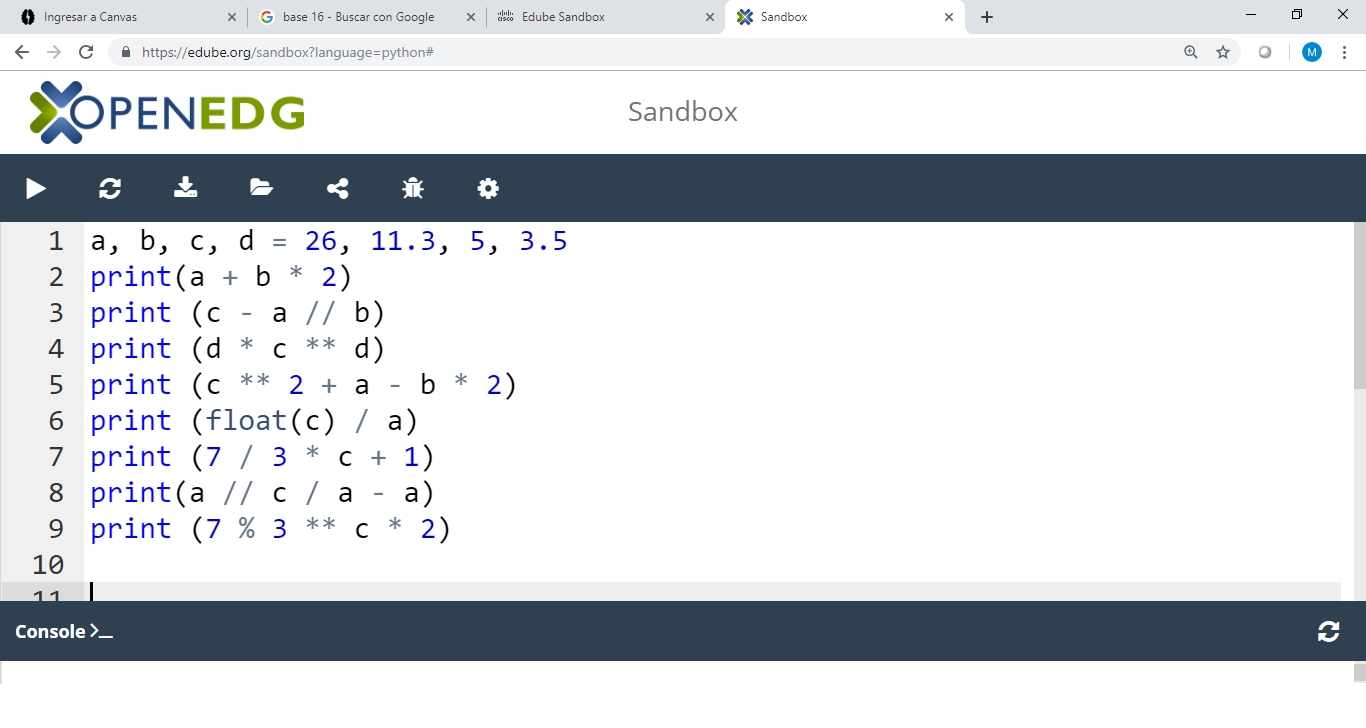 Ingresar a Canvas
base 16 - Buscar con Google
Edube Sandbox
Sandbox
https://edube.org/sandbox?language=python#
M
OPENEDG
Sandbox
1 a, b, c, d = 26, 11.3, 5, 3.5
2 print(a + b * 2)
3 print (c - a // b)
4 print (d * c ** d)
5 print (c ** 2 + a - b * 2)
6 print (float(c) / a)
7 print (7 / 3 * c + 1)
8 print(a // c / a - a)
9 print (7 % 3 ** c * 2)
10
11
Console >_